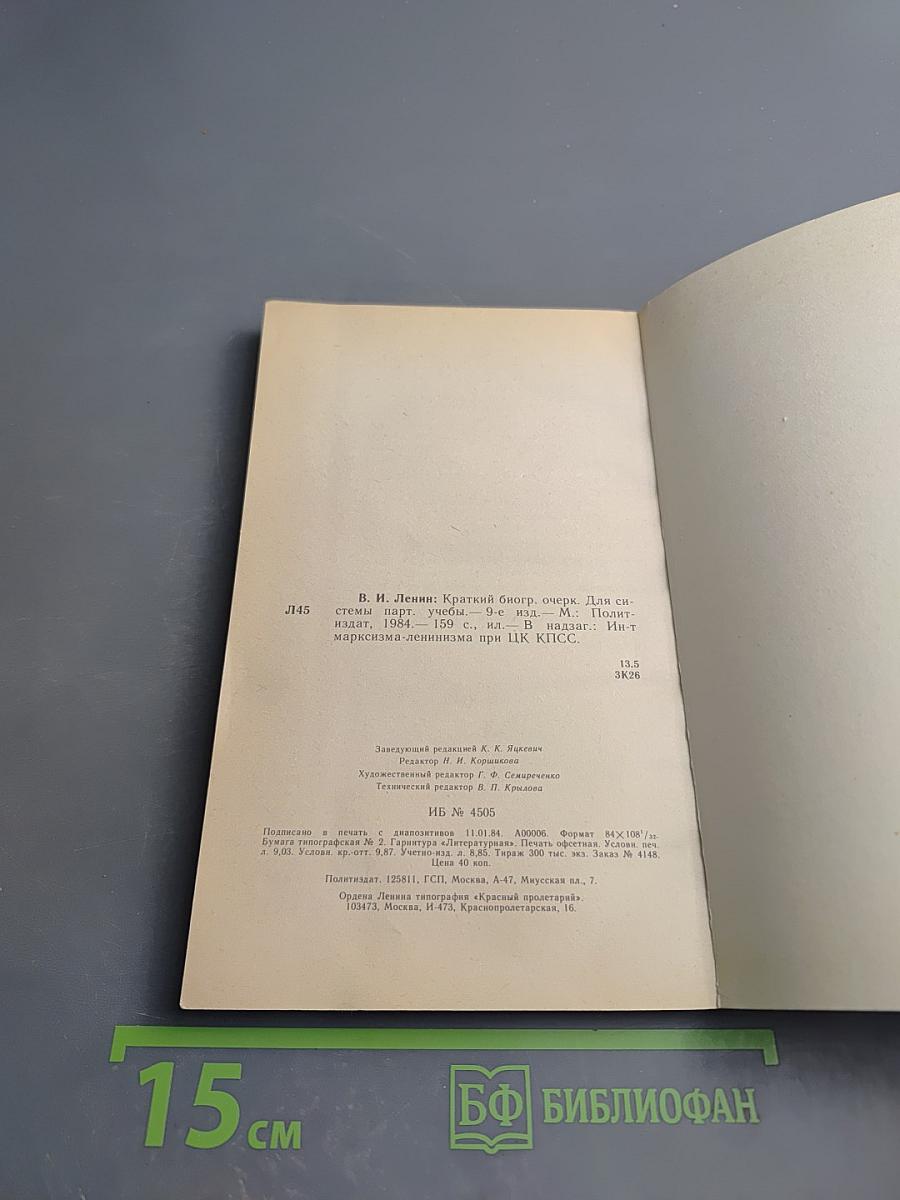 В. И. Ленин: Краткий биогр. очерк. Для си-
Л45 стемы парт. учебы.— 9-е изд.— М.: Полит-
издат, 1984.— 159 с., ил.— В надзаг.: Ин-т
марксизма-ленинизма при ЦК КПСС.
13.5
3К26
Заведующий редакцией К. К. Яцкевич
Редактор Н. И. Коршикова
Художественный редактор Г. Ф. Семиреченко
Технический редактор В. П. Крылова
ИБ № 4505
Подписано в печать с диапозитивов 11.01.84. А00006. Формат 84×108¹/₃₂.
Бумага типографская № 2. Гарнитура «Литературная». Печать офсетная. Условн. печ.
л. 9,03. Условн. кр.-отт. 9,87. Учетно-изд. л. 8,85. Тираж 300 тыс. экз. Заказ № 4148.
Цена 40 коп.
Политиздат. 125811, ГСП, Москва, А-47, Миусская пл., 7.
Ордена Ленина типография «Красный пролетарий».
103473, Москва, И-473, Краснопролетарская, 16.
15 см
БФ БИБЛИОФАН